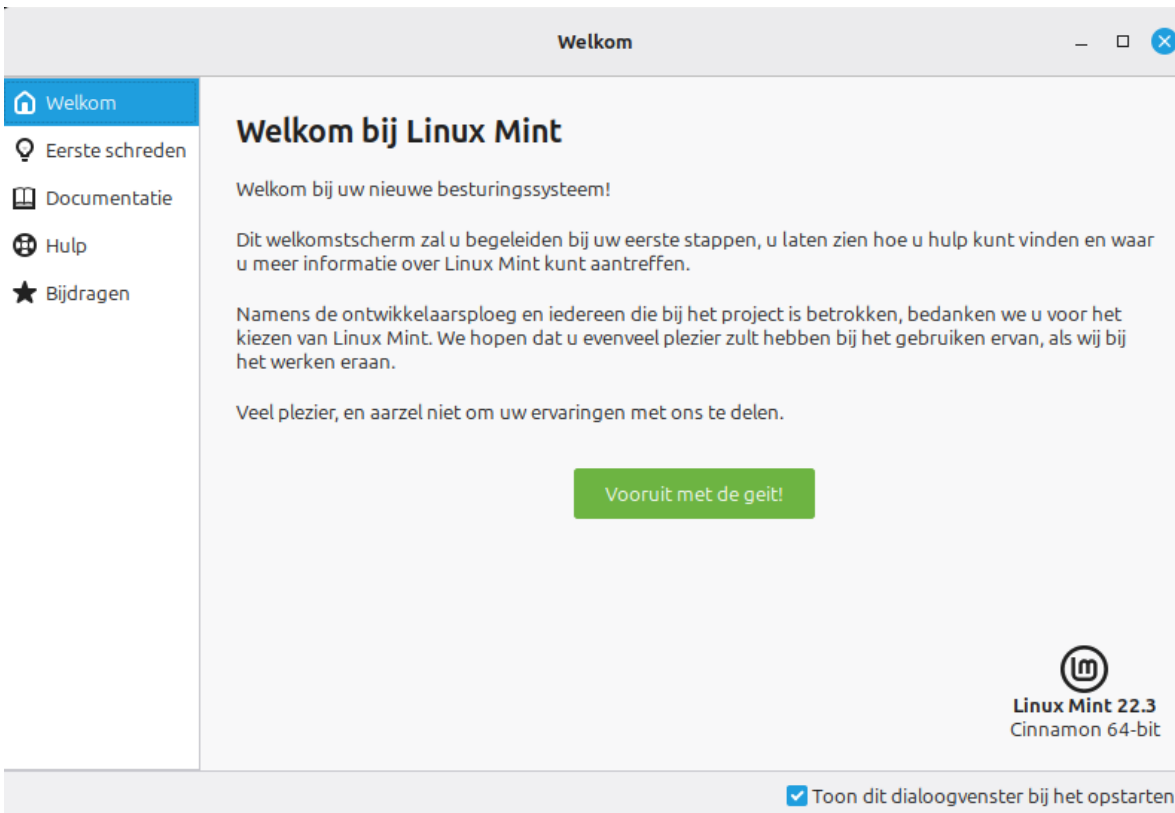 Welkom
Welkom
Eerste schreden
Documentatie
Hulp
Bijdragen
Welkom bij Linux Mint
Welkom bij uw nieuwe besturingssysteem!
Dit welkomstscherm zal u begeleiden bij uw eerste stappen, u laten zien hoe u hulp kunt vinden en waar
u meer informatie over Linux Mint kunt aantreffen.
Namens de ontwikkelaarsploeg en iedereen die bij het project is betrokken, bedanken we u voor het
kiezen van Linux Mint. We hopen dat u evenveel plezier zult hebben bij het gebruiken ervan, als wij bij
het werken eraan.
Veel plezier, en aarzel niet om uw ervaringen met ons te delen.
Vooruit met de geit!
Linux Mint 22.3
Cinnamon 64-bit
Toon dit dialoogvenster bij het opstarten